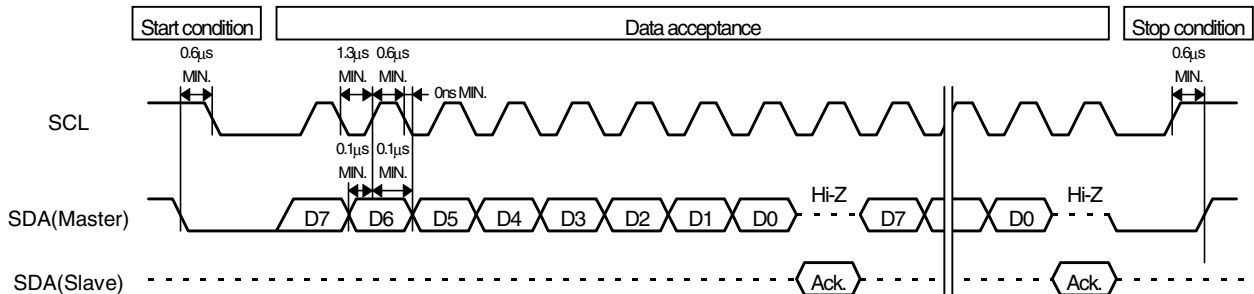 Start condition Data acceptance Stop condition
0.6μs 1.3μs 0.6μs 0.6μs
MIN. MIN. MIN. MIN.
0ns MIN.
SCL
0.1μs 0.1μs
MIN. MIN.
SDA(Master) D7 D6 D5 D4 D3 D2 D1 D0 Hi-Z D7 D0 Hi-Z
SDA(Slave) Ack. Ack.